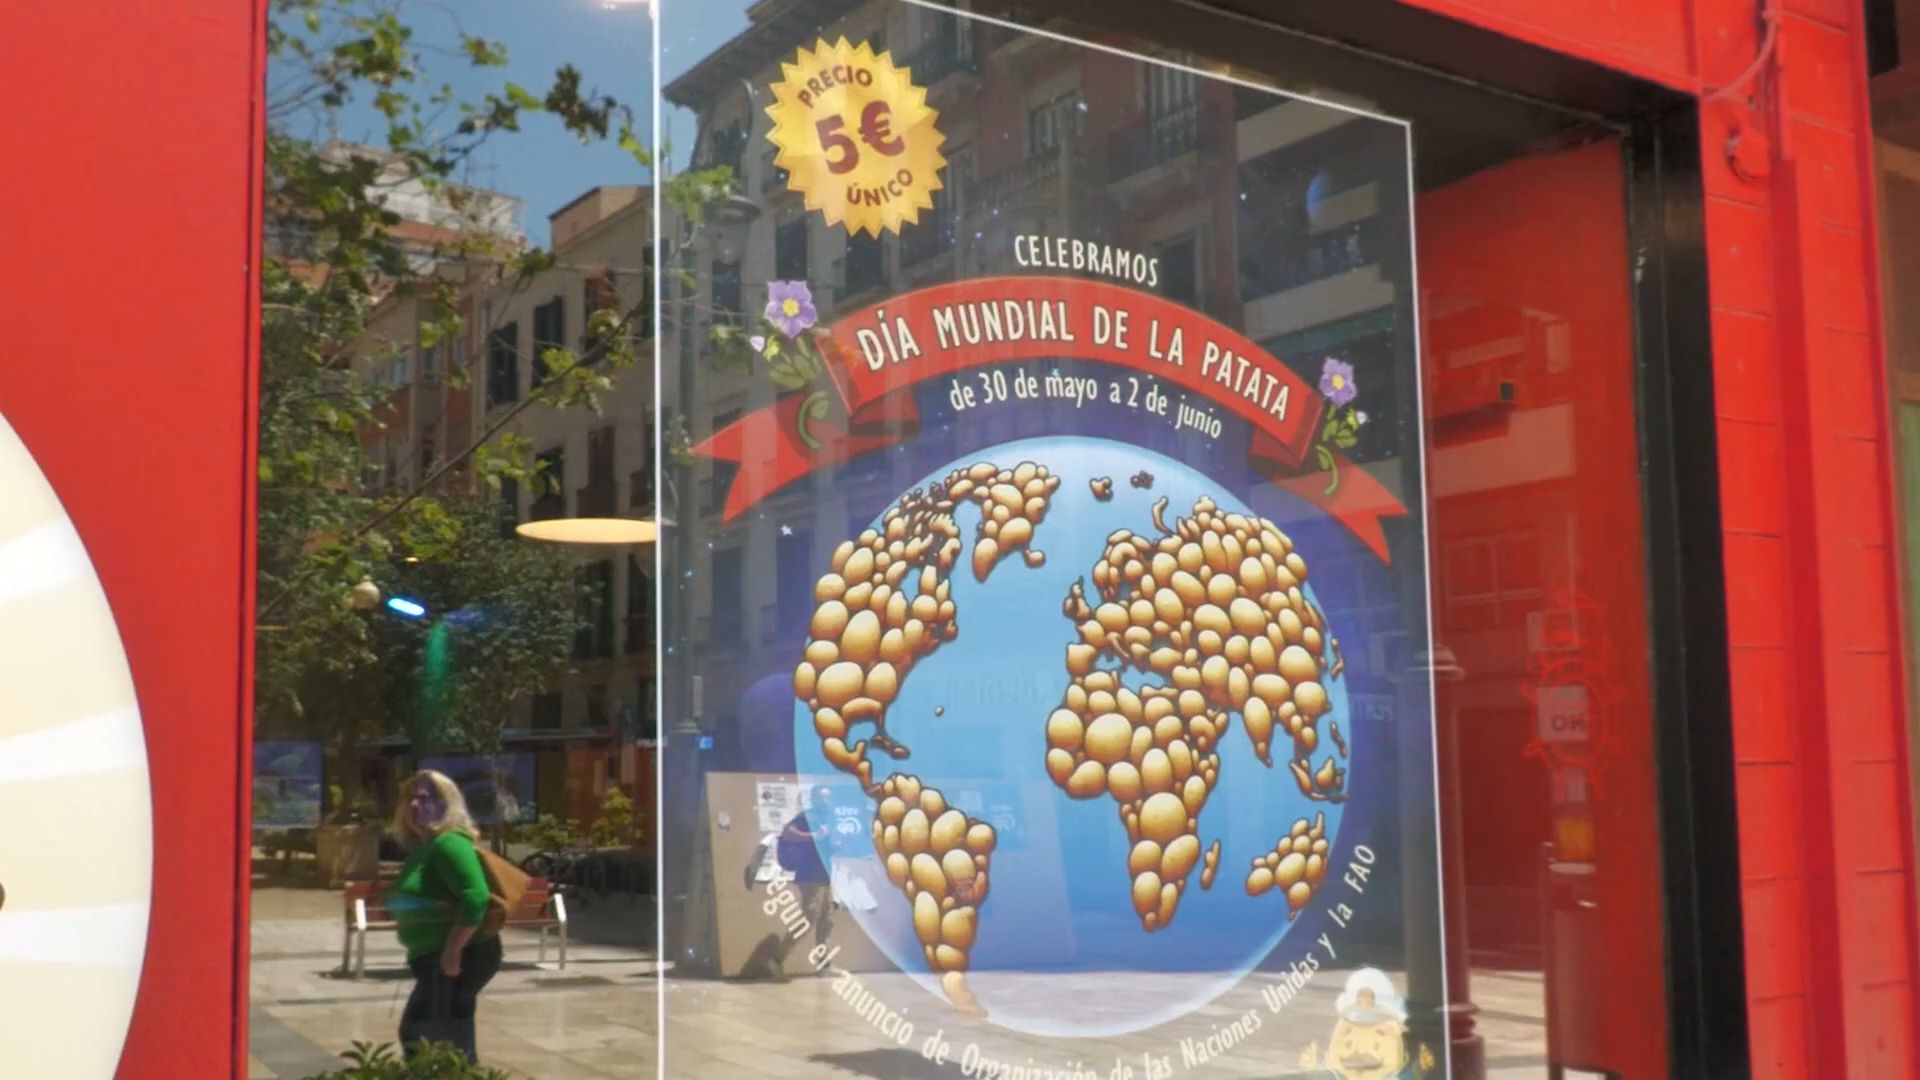 PRECIO
5€
ÚNICO
CELEBRAMOS
DÍA MUNDIAL DE LA PATATA
de 30 de mayo a 2 de junio
según el anuncio de Organización de las Naciones Unidas y la FAO